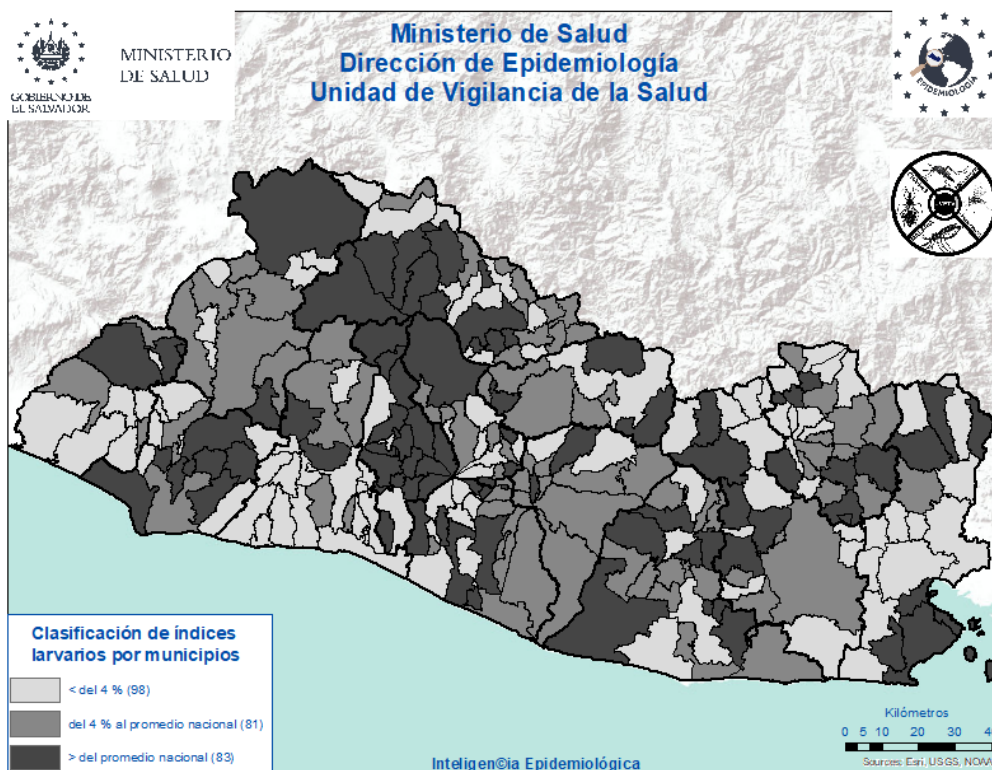 MINISTERIO
DE SALUD
GOBIERNO DE
EL SALVADOR
Ministerio de Salud
Dirección de Epidemiología
Unidad de Vigilancia de la Salud
EPIDEMIOLOGÍA
Clasificación de índices
larvarios por municipios
< del 4 % (98)
del 4 % al promedio nacional (81)
> del promedio nacional (83)
Inteligen©ia Epidemiológica
Kilómetros
0 5 10 20 30 40
Sources: Esri, USGS, NOAA